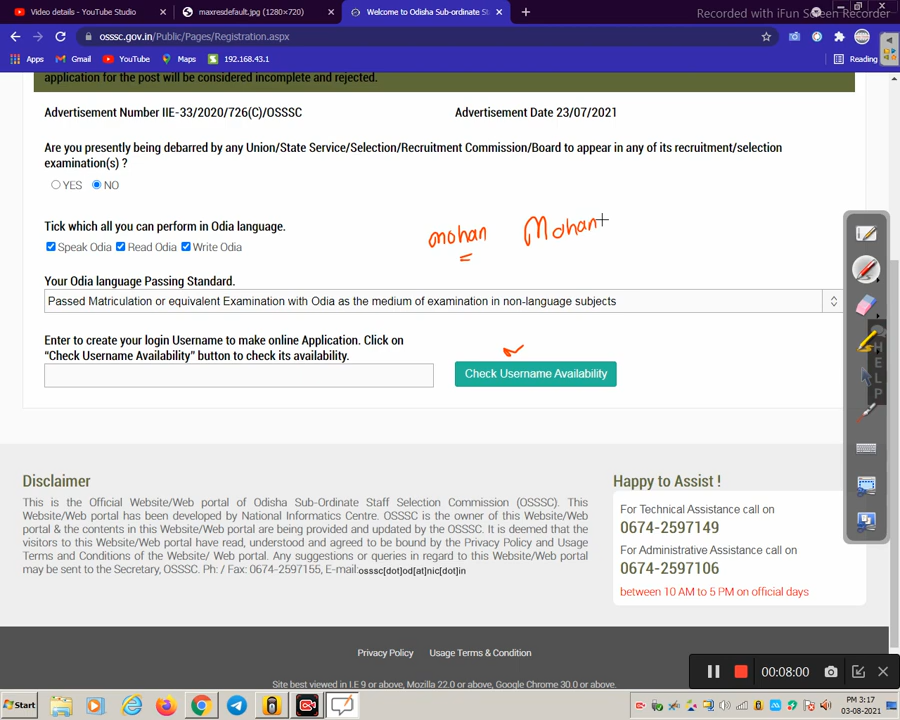 Video details - YouTube Studio
maxresdefault.jpg (1280×720)
Welcome to Odisha Sub-ordinate St
Recorded with iFun Screen Recorder
osssc.gov.in/Public/Pages/Registration.aspx
Apps
Gmail
YouTube
Maps
192.168.43.1
Reading
application for the post will be considered incomplete and rejected.
Advertisement Number IIE-33/2020/726(C)/OSSSC
Advertisement Date 23/07/2021
Are you presently being debarred by any Union/State Service/Selection/Recruitment Commission/Board to appear in any of its recruitment/selection
examination(s) ?
YES NO
Tick which all you can perform in Odia language.
mohan Mohan
Speak Odia Read Odia Write Odia
Your Odia language Passing Standard.
Passed Matriculation or equivalent Examination with Odia as the medium of examination in non-language subjects
Enter to create your login Username to make online Application. Click on
“Check Username Availability” button to check its availability.
Check Username Availability
HELP
Disclaimer
This is the Official Website/Web portal of Odisha Sub-Ordinate Staff Selection Commission (OSSSC). This
Website/Web portal has been developed by National Informatics Centre. OSSSC is the owner of this Website/Web
portal & the contents in this Website/Web portal are being provided and updated by the OSSSC. It is deemed that the
visitors to this Website/Web portal have read, understood and agreed to be bound by the Privacy Policy and Usage
Terms and Conditions of the Website/ Web portal. Any suggestions or queries in regard to this Website/Web portal
may be sent to the Secretary, OSSSC. Ph: / Fax: 0674-2597155, E-mail:osssc[dot]od[at]nic[dot]in
Happy to Assist !
For Technical Assistance call on
0674-2597149
For Administrative Assistance call on
0674-2597106
between 10 AM to 5 PM on official days
Privacy Policy
Usage Terms & Condition
Site best viewed in I.E 9 or above, Mozilla 22.0 or above, Google Chrome 30.0 or above.
00:08:00
Start
PM 3:17
03-08-2021